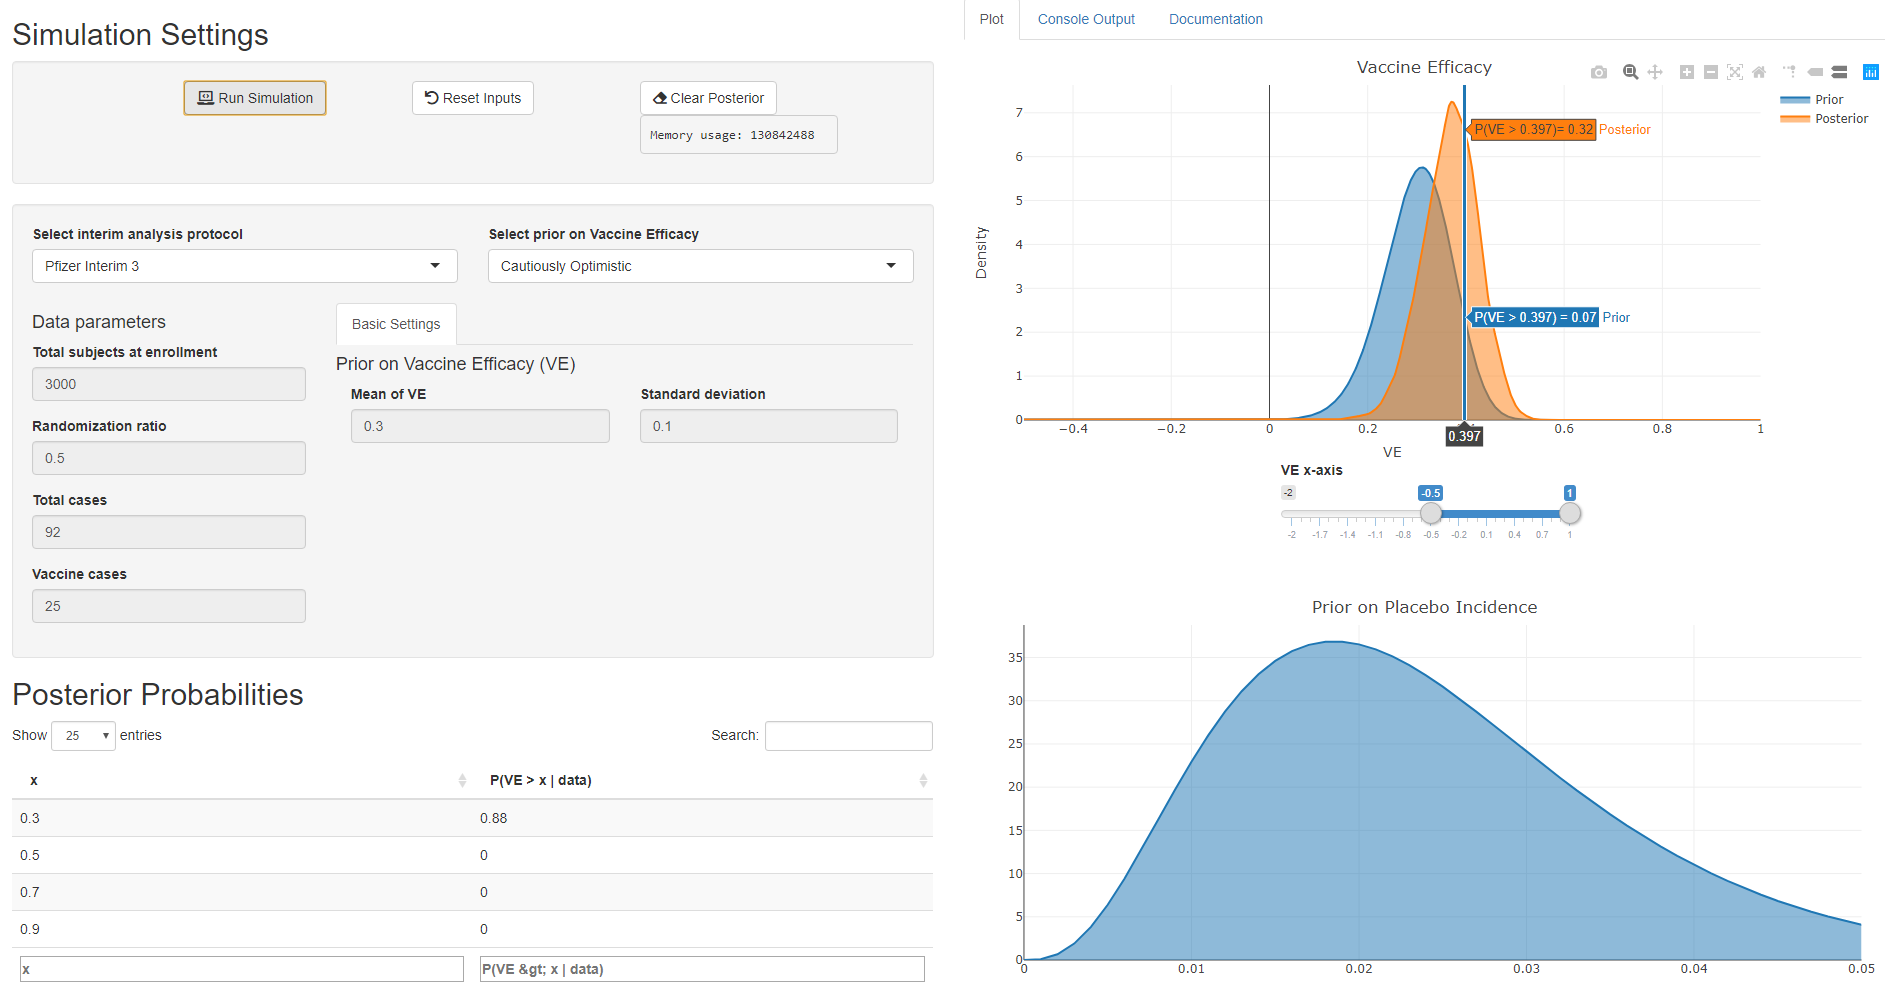 Simulation Settings
Run Simulation
Reset Inputs
Clear Posterior
Memory usage: 130842488
Select interim analysis protocol
Pfizer Interim 3
Select prior on Vaccine Efficacy
Cautiously Optimistic
Data parameters
Total subjects at enrollment
3000
Randomization ratio
0.5
Total cases
92
Vaccine cases
25
Basic Settings
Prior on Vaccine Efficacy (VE)
Mean of VE
0.3
Standard deviation
0.1
Posterior Probabilities
Show 25 entries
Search:
x P(VE > x | data)
0.3 0.88
0.5 0
0.7 0
0.9 0
x P(VE &gt; x | data)
Plot Console Output Documentation
Vaccine Efficacy
Prior
Posterior
7
6
5
4
3
2
1
0
Density
P(VE > 0.397)= 0.32 Posterior
P(VE > 0.397) = 0.07 Prior
−0.4 −0.2 0 0.2 0.6 0.8 1
0.397
VE
VE x-axis
-2 -0.5 1
-2 -1.7 -1.4 -1.1 -0.8 -0.5 -0.2 0.1 0.4 0.7 1
Prior on Placebo Incidence
35
30
25
20
15
10
5
0
0 0.01 0.02 0.03 0.04 0.05